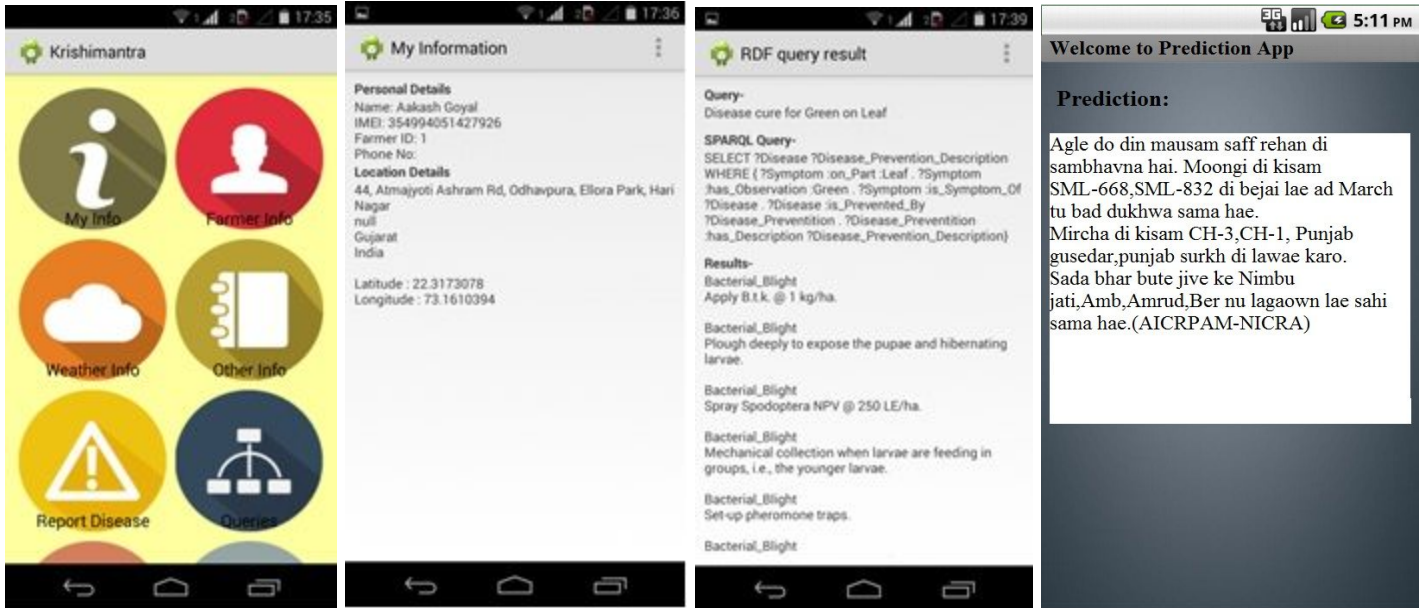 17:35
Krishimantra
My Info
Farmer Info
Weather Info
Other Info
Report Disease
Queries
17:36
My Information
Personal Details
Name: Aakash Goyal
IMEI: 354994051427926
Farmer ID: 1
Phone No:
Location Details
44, Atmajyoti Ashram Rd, Odhavpura, Ellora Park, Hari
Nagar
null
Gujarat
India
Latitude : 22.3173078
Longitude : 73.1610394
17:39
RDF query result
Query-
Disease cure for Green on Leaf
SPARQL Query-
SELECT ?Disease ?Disease_Prevention_Description
WHERE { ?Symptom :on_Part :Leaf . ?Symptom
:has_Observation :Green . ?Symptom :is_Symptom_Of
?Disease . ?Disease :is_Prevented_By
?Disease_Preventition . ?Disease_Preventition
:has_Description ?Disease_Prevention_Description}
Results-
Bacterial_Blight
Apply B.t.k. @ 1 kg/ha.
Bacterial_Blight
Plough deeply to expose the pupae and hibernating
larvae.
Bacterial_Blight
Spray Spodoptera NPV @ 250 LE/ha.
Bacterial_Blight
Mechanical collection when larvae are feeding in
groups, i.e., the younger larvae.
Bacterial_Blight
Set-up pheromone traps.
Bacterial_Blight
3G 5:11 PM
Welcome to Prediction App
Prediction:
Agle do din mausam saff rehan di
sambhavna hai. Moongi di kisam
SML-668,SML-832 di bejai lae ad March
tu bad dukhwa sama hae.
Mircha di kisam CH-3,CH-1, Punjab
gusedar,punjab surkh di lawae karo.
Sada bhar bute jive ke Nimbu
jati,Amb,Amrud,Ber nu lagaown lae sahi
sama hae.(AICRPAM-NICRA)